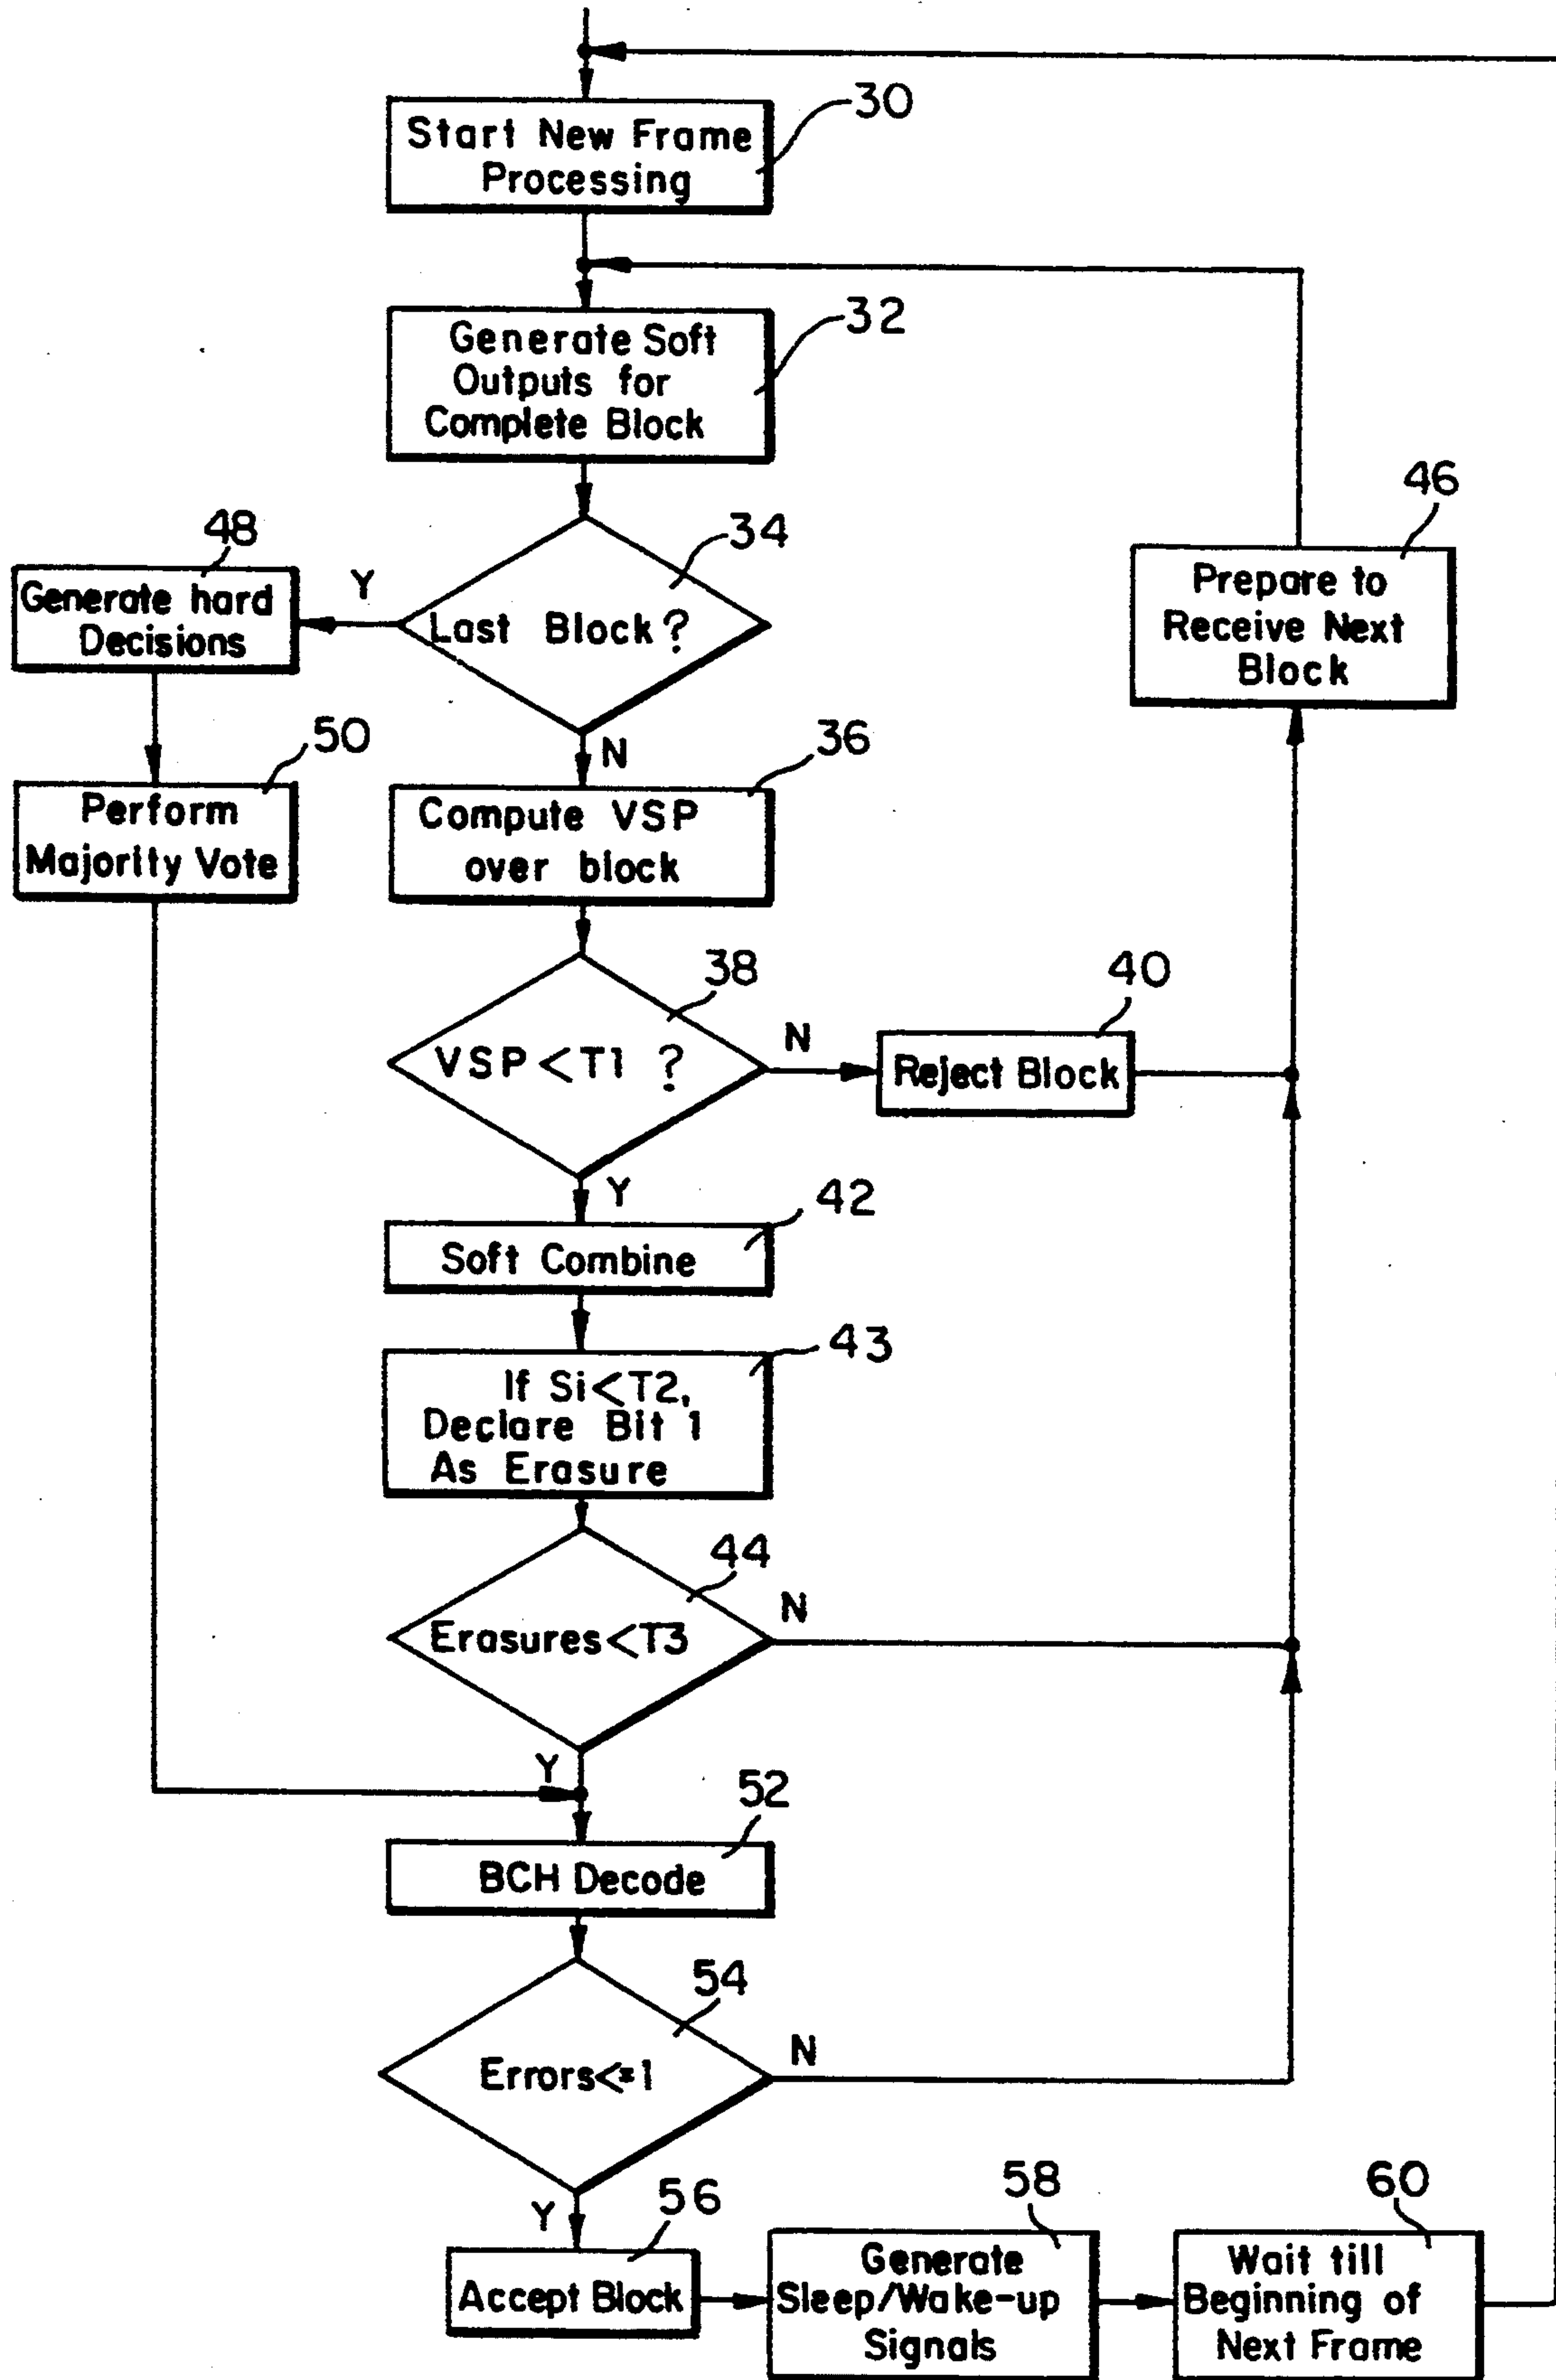 30
Start New Frame
Processing
32
Generate Soft
Outputs for
Complete Block
34
Last Block?
Y
N
48
Generate hard
Decisions
46
Prepare to
Receive Next
Block
50
Perform
Majority Vote
36
Compute VSP
over block
38
VSP<T1 ?
N
Y
40
Reject Block
42
Soft Combine
43
If Si<T2,
Declare Bit 1
As Erasure
44
Erasures<T3
N
Y
52
BCH Decode
54
Errors<=1
N
Y
56
Accept Block
58
Generate
Sleep/Wake-up
Signals
60
Wait till
Beginning of
Next Frame